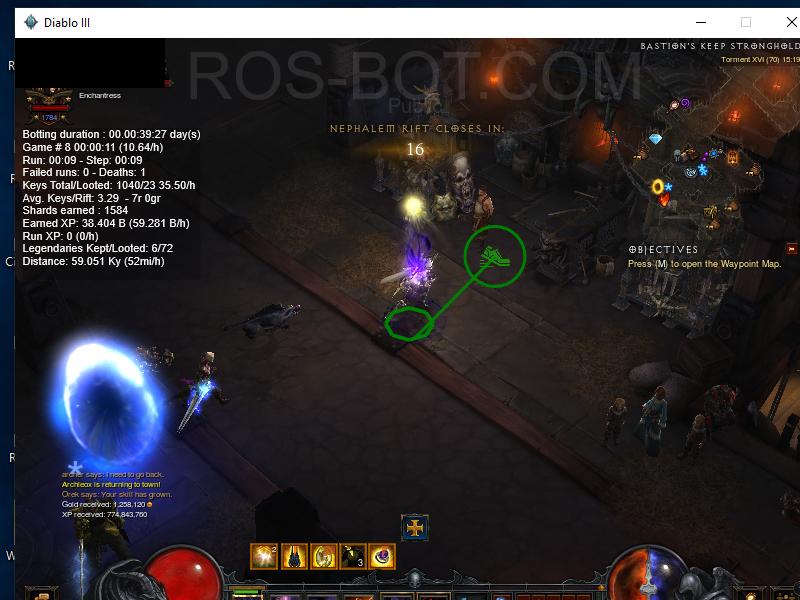 Diablo III
BASTION'S KEEP STRONGHOLD
Torment XVI (70) 15:19
ROS-BOT.COM
Enchantress
1784
NEPHALEM RIFT CLOSES IN:
16
Botting duration : 00.00:39:27 day(s)
Game # 8 00:00:11 (10.64/h)
Run: 00:09 - Step: 00:09
Failed runs: 0 - Deaths: 1
Keys Total/Looted: 1040/23 35.50/h
Avg. Keys/Rift: 3.29 - 7r 0gr
Shards earned : 1584
Earned XP: 38.404 B (59.281 B/h)
Run XP: 0 (0/h)
Legendaries Kept/Looted: 6/72
Distance: 59.051 Ky (52mi/h)
OBJECTIVES
Press (M) to open the Waypoint Map.
archer says: I need to go back.
Archieox is returning to town!
Orek says: Your skill has grown.
Gold received: 1,258,120
XP received: 774,843,760
2
3